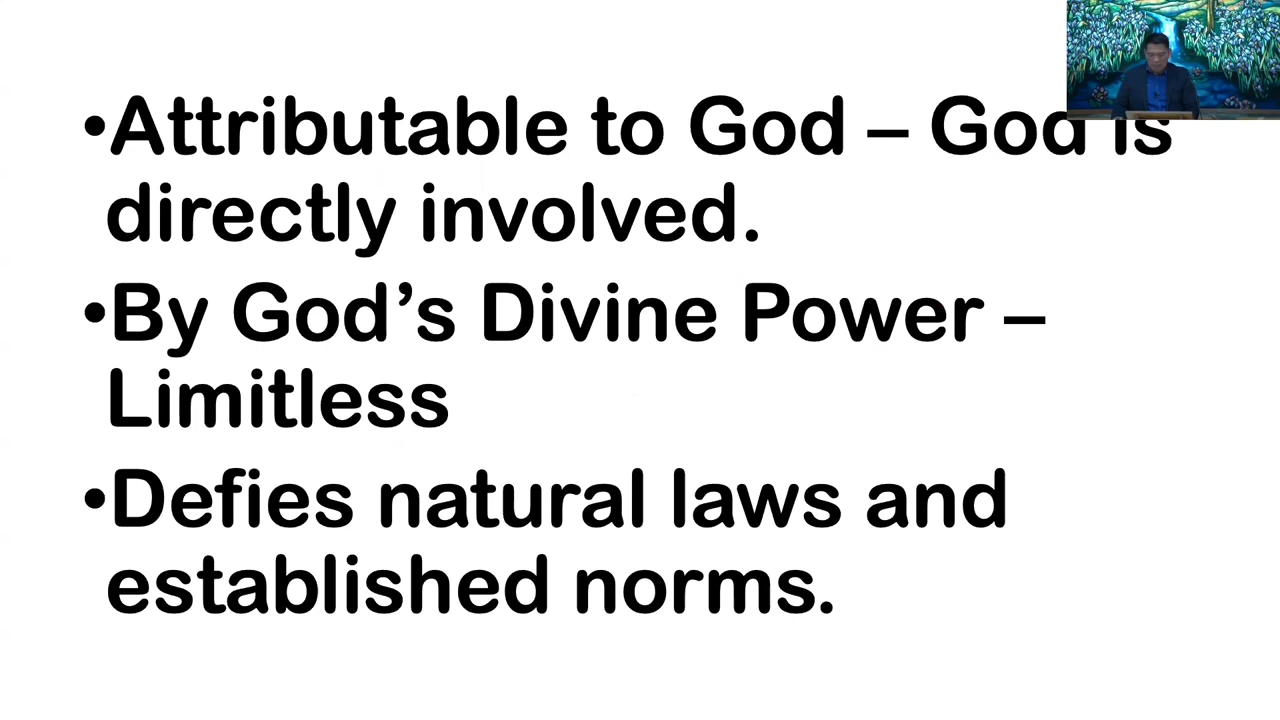 •Attributable to God – God is
directly involved.
•By God’s Divine Power –
Limitless
•Defies natural laws and
established norms.